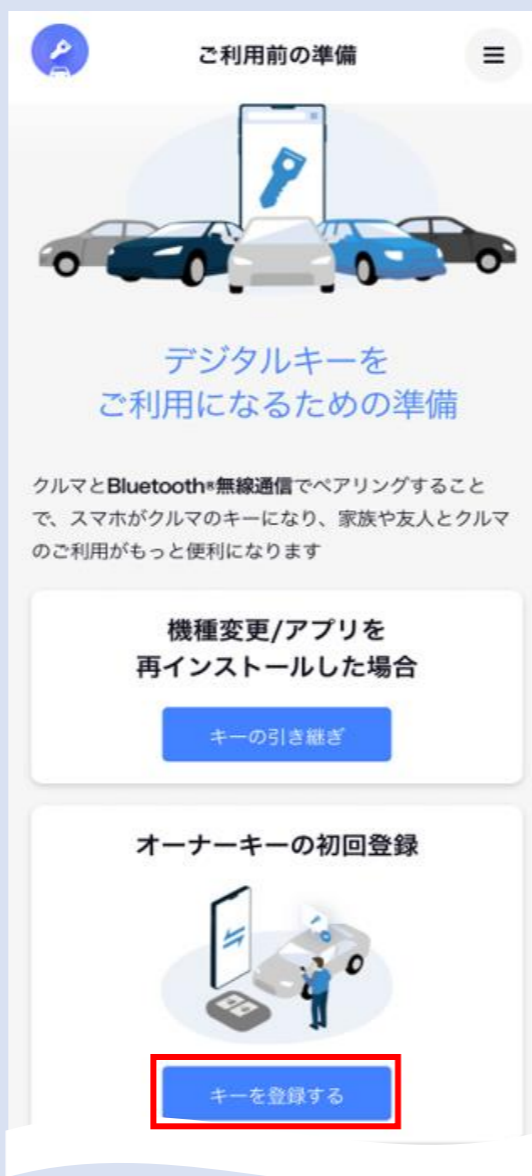 ご利用前の準備
デジタルキーを
ご利用になるための準備
クルマとBluetooth®無線通信でペアリングすること
で、スマホがクルマのキーになり、家族や友人とクルマ
のご利用がもっと便利になります
機種変更/アプリを
再インストールした場合
キーの引き継ぎ
オーナーキーの初回登録
キーを登録する